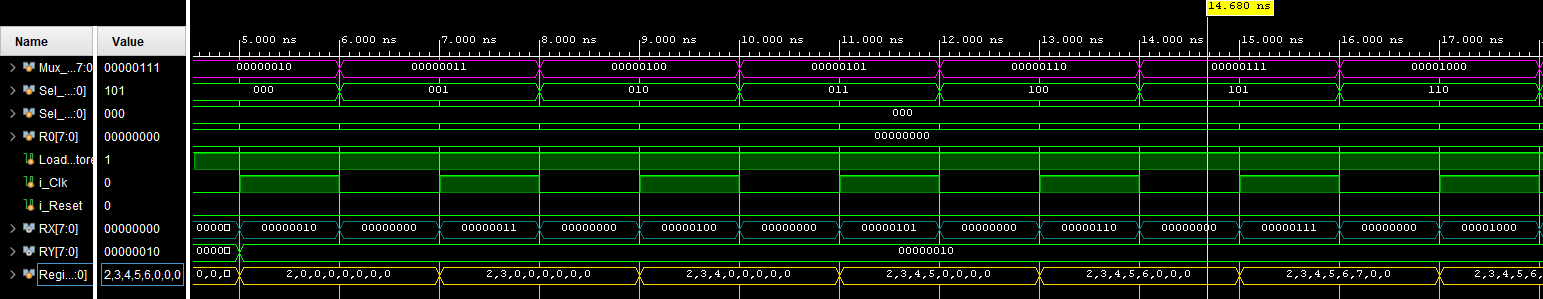 14.680 ns
Name Value
5.000 ns 6.000 ns 7.000 ns 8.000 ns 9.000 ns 10.000 ns 11.000 ns 12.000 ns 13.000 ns 14.000 ns 15.000 ns 16.000 ns 17.000 ns
Mux_...7:0] 00000111 00000010 00000011 00000100 00000101 00000110 00000111 00001000
Sel_...:0] 101 000 001 010 011 100 101 110
Sel_...:0] 000 000
R0[7:0] 00000000 00000000
Load...tore 1
i_Clk 0
i_Reset 0
RX[7:0] 00000000 0000 00000010 00000000 00000011 00000000 00000100 00000000 00000101 00000000 00000110 00000000 00000111 00000000 00001000
RY[7:0] 00000010 0000 00000010
Regi...:0] 2,3,4,5,6,0,0,0 0,0, 2,0,0,0,0,0,0,0 2,3,0,0,0,0,0,0 2,3,4,0,0,0,0,0 2,3,4,5,0,0,0,0 2,3,4,5,6,0,0,0 2,3,4,5,6,7,0,0 2,3,4,5,6,